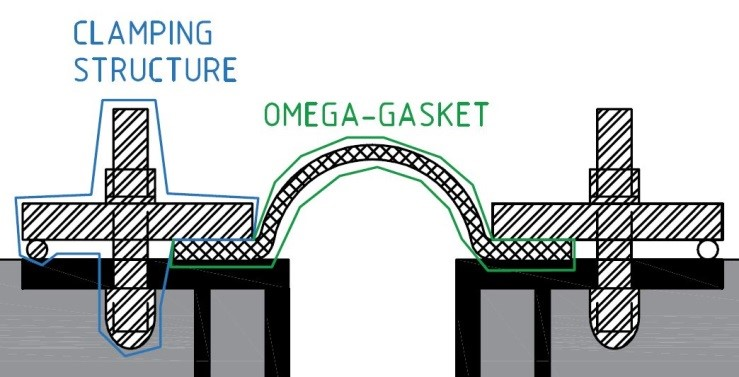 CLAMPING
STRUCTURE
OMEGA-GASKET